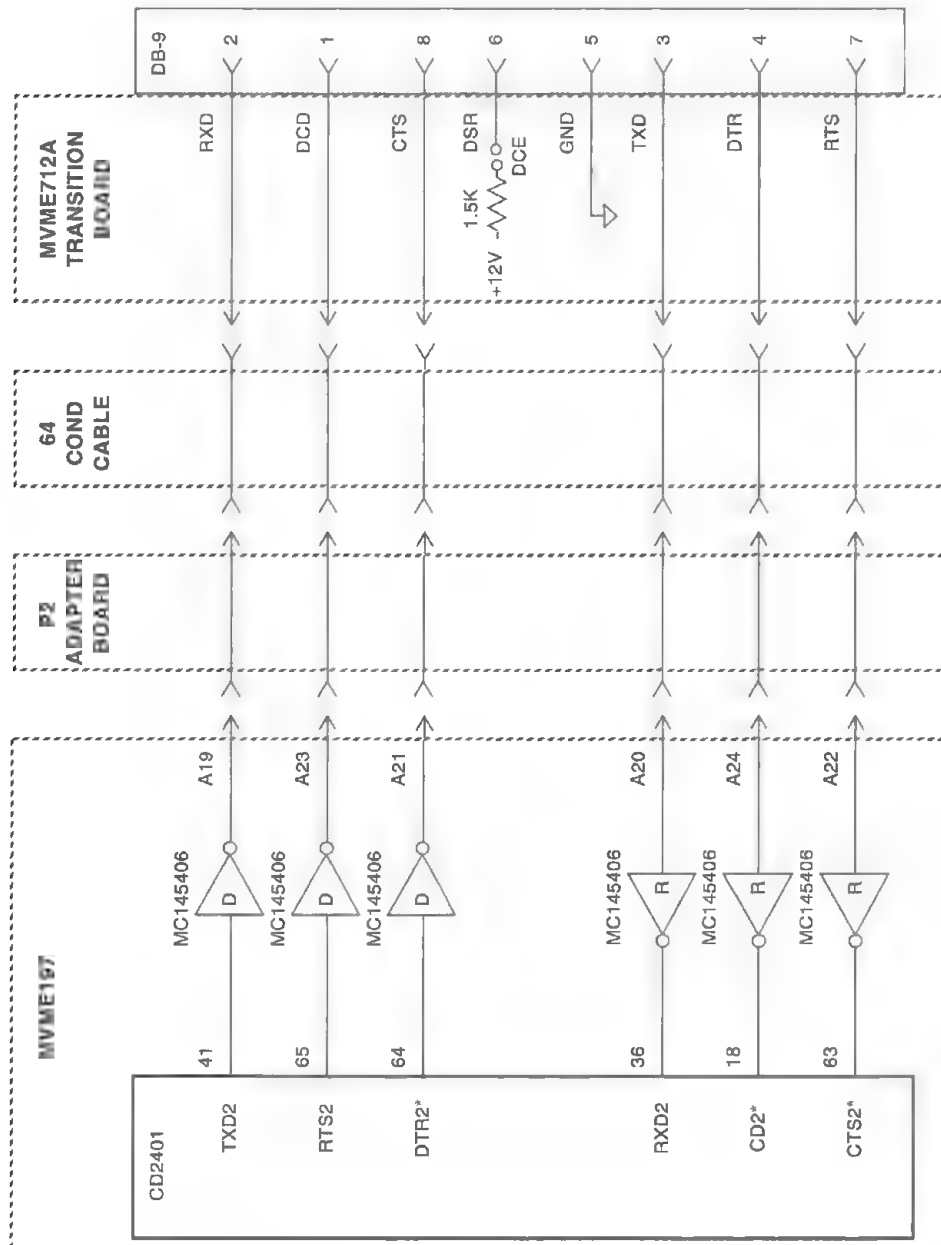 MVME197
P2
ADAPTER
BOARD
64
COND
CABLE
MVME712A
TRANSITION
BOARD
CD2401
DB-9
TXD2
41
MC145406
D
A19
RXD
2
RTS2
65
MC145406
D
A23
DCD
1
DTR2*
64
MC145406
D
A21
CTS
8
+12V
1.5K
DCE
DSR
6
GND
5
RXD2
36
MC145406
R
A20
TXD
3
CD2*
18
MC145406
R
A24
DTR
4
CTS2*
63
MC145406
R
A22
RTS
7